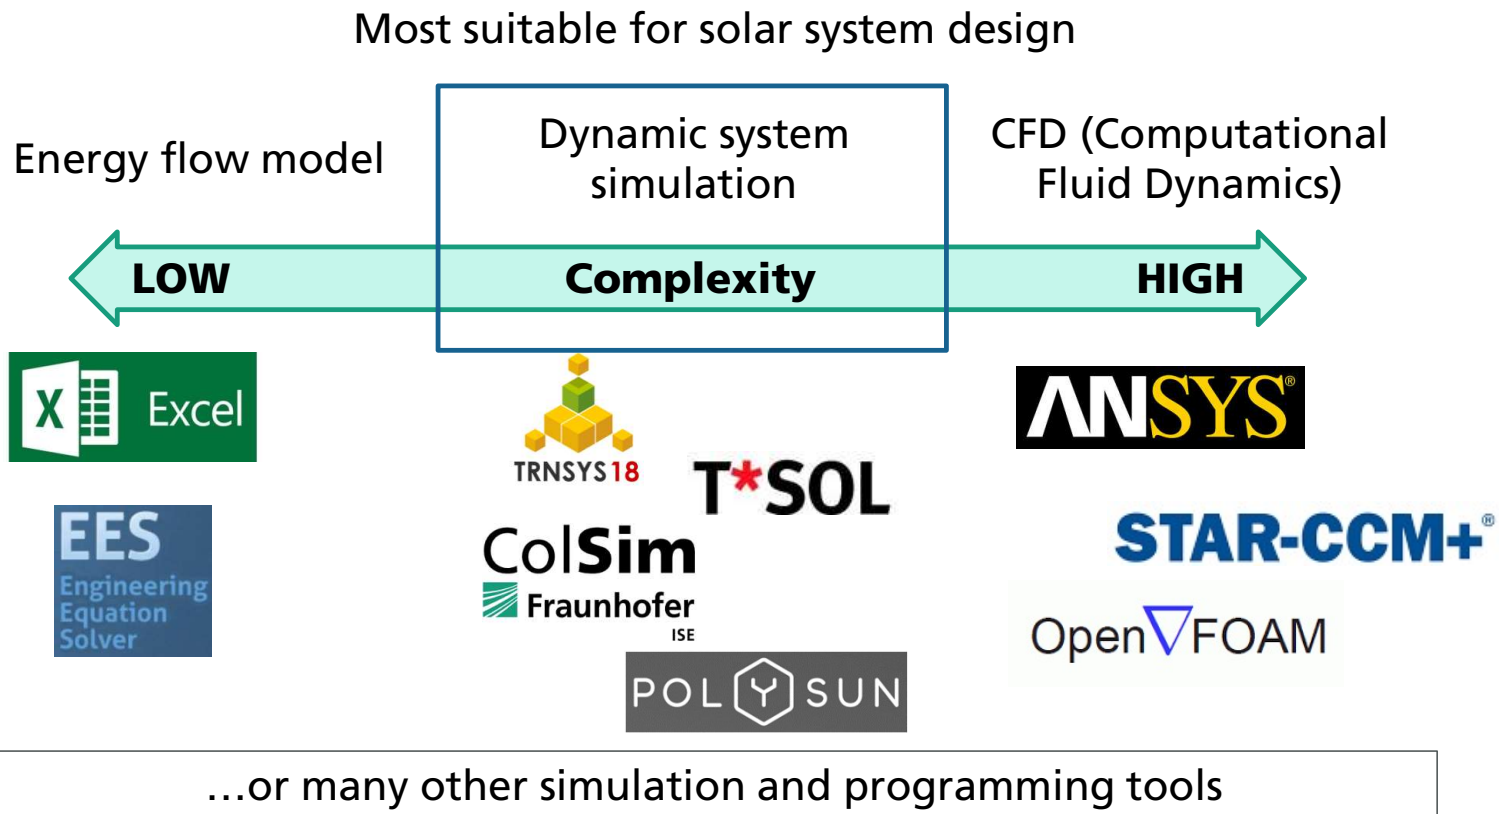 Most suitable for solar system design
Energy flow model
Dynamic system
simulation
CFD (Computational
Fluid Dynamics)
LOW
Complexity
HIGH
X Excel
TRNSYS18
T*SOL
ANSYS®
EES
Engineering
Equation
Solver
ColSim
Fraunhofer
ISE
STAR-CCM+®
Open∇FOAM
POLYSUN
...or many other simulation and programming tools